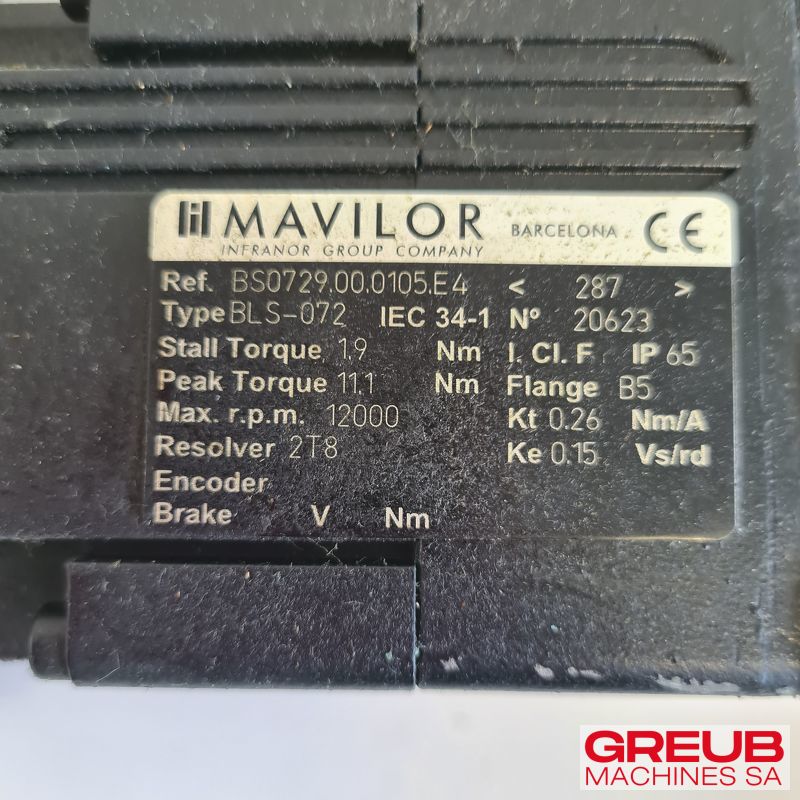 MAVILOR BARCELONA CE
INFRANOR GROUP COMPANY
Ref. BS0729.00.0105.E4 < 287 >
Type BLS-072 IEC 34-1 Nº 20623
Stall Torque 1,9 Nm I. Cl. F IP 65
Peak Torque 11,1 Nm Flange B5
Max. r.p.m. 12000 Kt 0.26 Nm/A
Resolver 2T8 Ke 0.15 Vs/rd
Encoder
Brake V Nm
GREUB
MACHINES SA